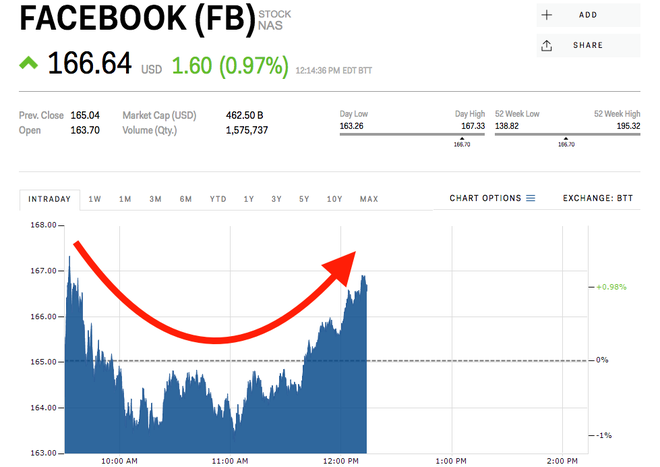 FACEBOOK (FB) STOCK NAS
ADD
SHARE
166.64 USD 1.60 (0.97%) 12:14:36 PM EDT BTT
Prev. Close 165.04 Market Cap (USD) 462.50 B
Open 163.70 Volume (Qty.) 1,575,737
Day Low Day High 52 Week Low 52 Week High
163.26 167.33 138.82 195.32
166.70 166.70
INTRADAY 1W 1M 3M 6M YTD 1Y 3Y 5Y 10Y MAX CHART OPTIONS EXCHANGE: BTT
168.00
167.00
+0.98%
166.00
165.00 0%
164.00
-1%
163.00
10:00 AM 11:00 AM 12:00 PM 1:00 PM 2:00 PM